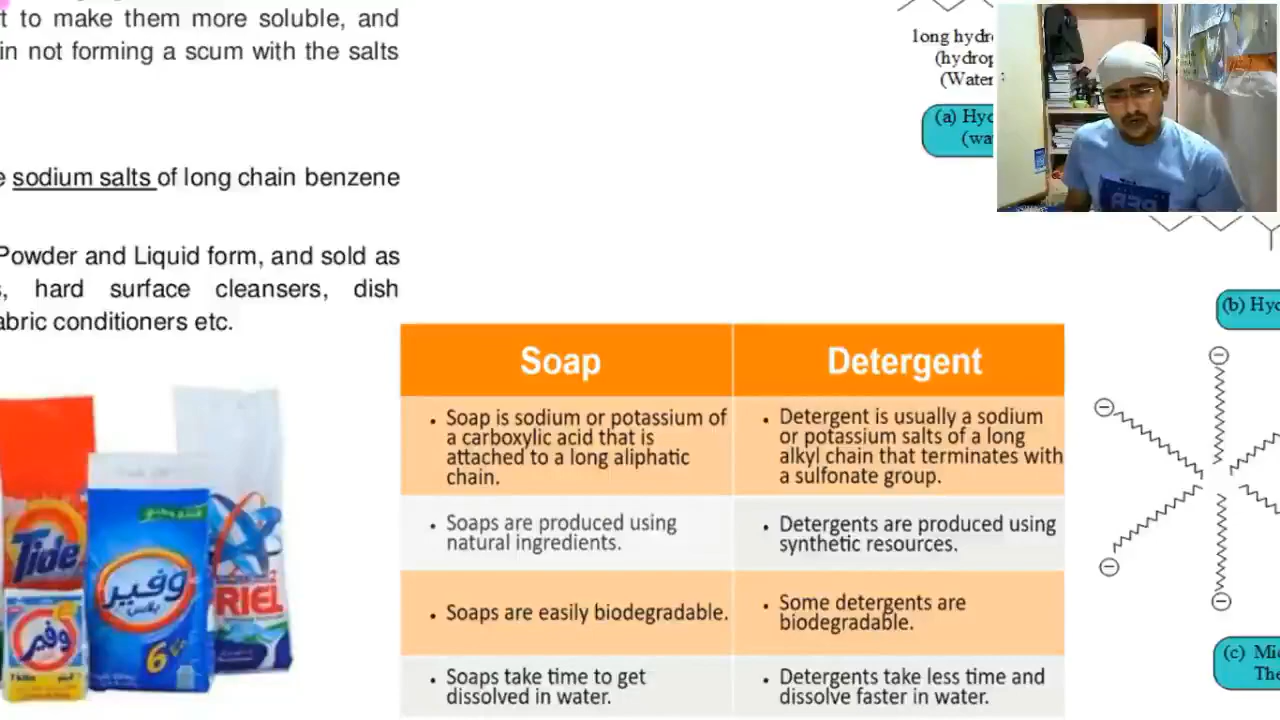 t to make them more soluble, and
in not forming a scum with the salts
e sodium salts of long chain benzene
Powder and Liquid form, and sold as
s, hard surface cleansers, dish
abric conditioners etc.
Tide
وفير
بلاس
6
وفير
RIEL
Soap
Detergent
• Soap is sodium or potassium of
a carboxylic acid that is
attached to a long aliphatic
chain.
• Detergent is usually a sodium
or potassium salts of a long
alkyl chain that terminates with
a sulfonate group.
• Soaps are produced using
natural ingredients.
• Detergents are produced using
synthetic resources.
• Soaps are easily biodegradable.
• Some detergents are
biodegradable.
• Soaps take time to get
dissolved in water.
• Detergents take less time and
dissolve faster in water.
long hydr
(hydrop
(Water
(a) Hyd
(wa
(b) Hyd
(c) Mic
The